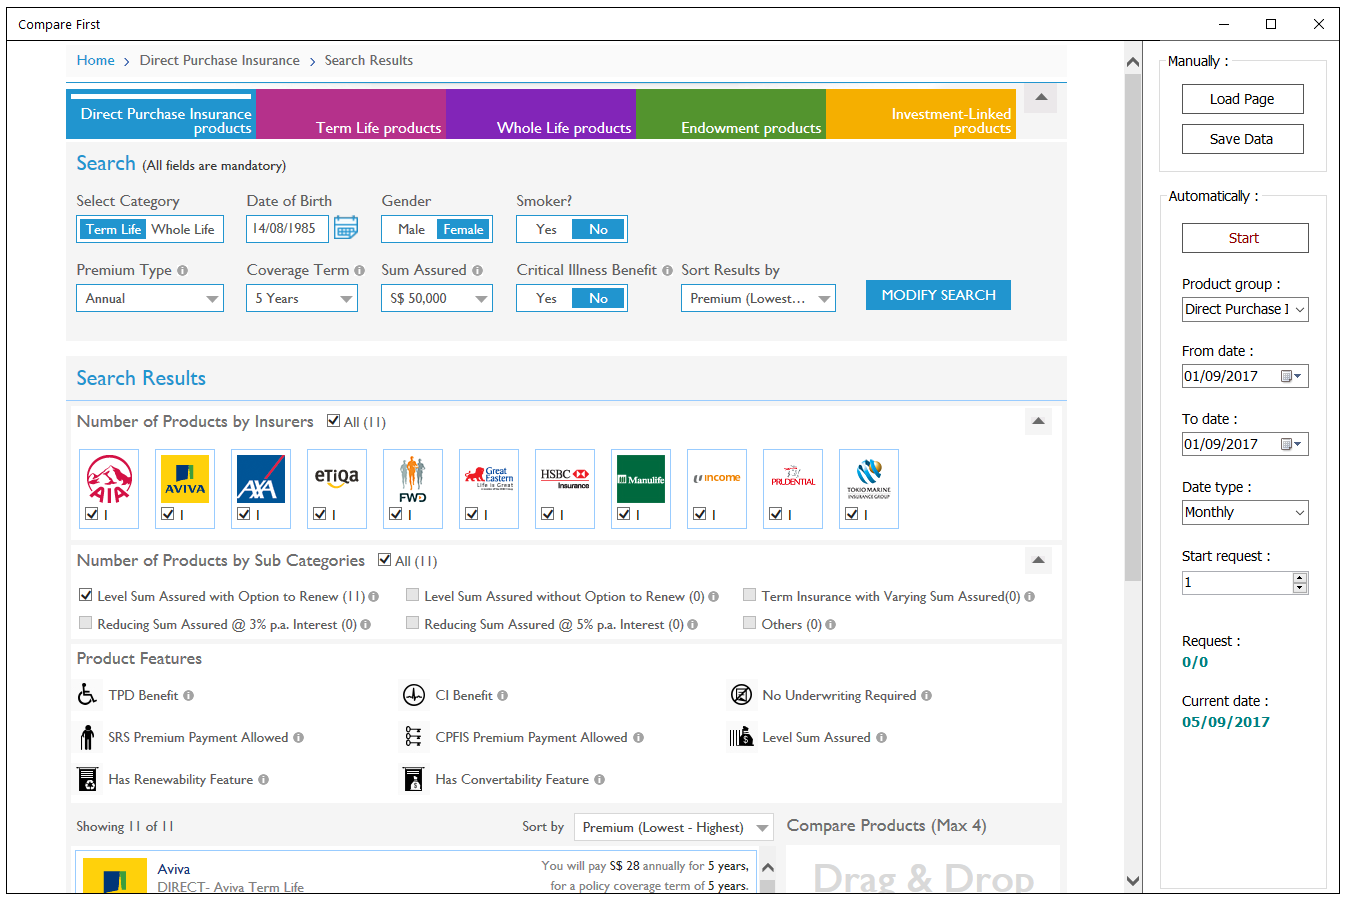 Compare First
Home > Direct Purchase Insurance > Search Results
Direct Purchase Insurance
products
Term Life products
Whole Life products
Endowment products
Investment-Linked
products
Search (All fields are mandatory)
Select Category
Date of Birth
Gender
Smoker?
Term Life Whole Life
14/08/1985
Male Female
Yes No
Premium Type
Coverage Term
Sum Assured
Critical Illness Benefit
Sort Results by
Annual
5 Years
S$ 50,000
Yes No
Premium (Lowest...
MODIFY SEARCH
Search Results
Number of Products by Insurers All (11)
AIA
AVIVA
AXA
eTiQa
FWD
Great
Eastern
Life is Great
HSBC
Insurance
Manulife
income
PRUDENTIAL
TOKIO MARINE
INSURANCE GROUP
1 1 1 1 1 1 1 1 1 1 1
Number of Products by Sub Categories All (11)
Level Sum Assured with Option to Renew (11)
Level Sum Assured without Option to Renew (0)
Term Insurance with Varying Sum Assured(0)
Reducing Sum Assured @ 3% p.a. Interest (0)
Reducing Sum Assured @ 5% p.a. Interest (0)
Others (0)
Product Features
TPD Benefit
CI Benefit
No Underwriting Required
SRS Premium Payment Allowed
CPFIS Premium Payment Allowed
Level Sum Assured
Has Renewability Feature
Has Convertability Feature
Showing 11 of 11
Sort by
Premium (Lowest - Highest)
Compare Products (Max 4)
Aviva
DIRECT- Aviva Term Life
You will pay S$ 28 annually for 5 years,
for a policy coverage term of 5 years.
Drag & Drop
Manually :
Load Page
Save Data
Automatically :
Start
Product group :
Direct Purchase I
From date :
01/09/2017
To date :
01/09/2017
Date type :
Monthly
Start request :
1
Request :
0/0
Current date :
05/09/2017